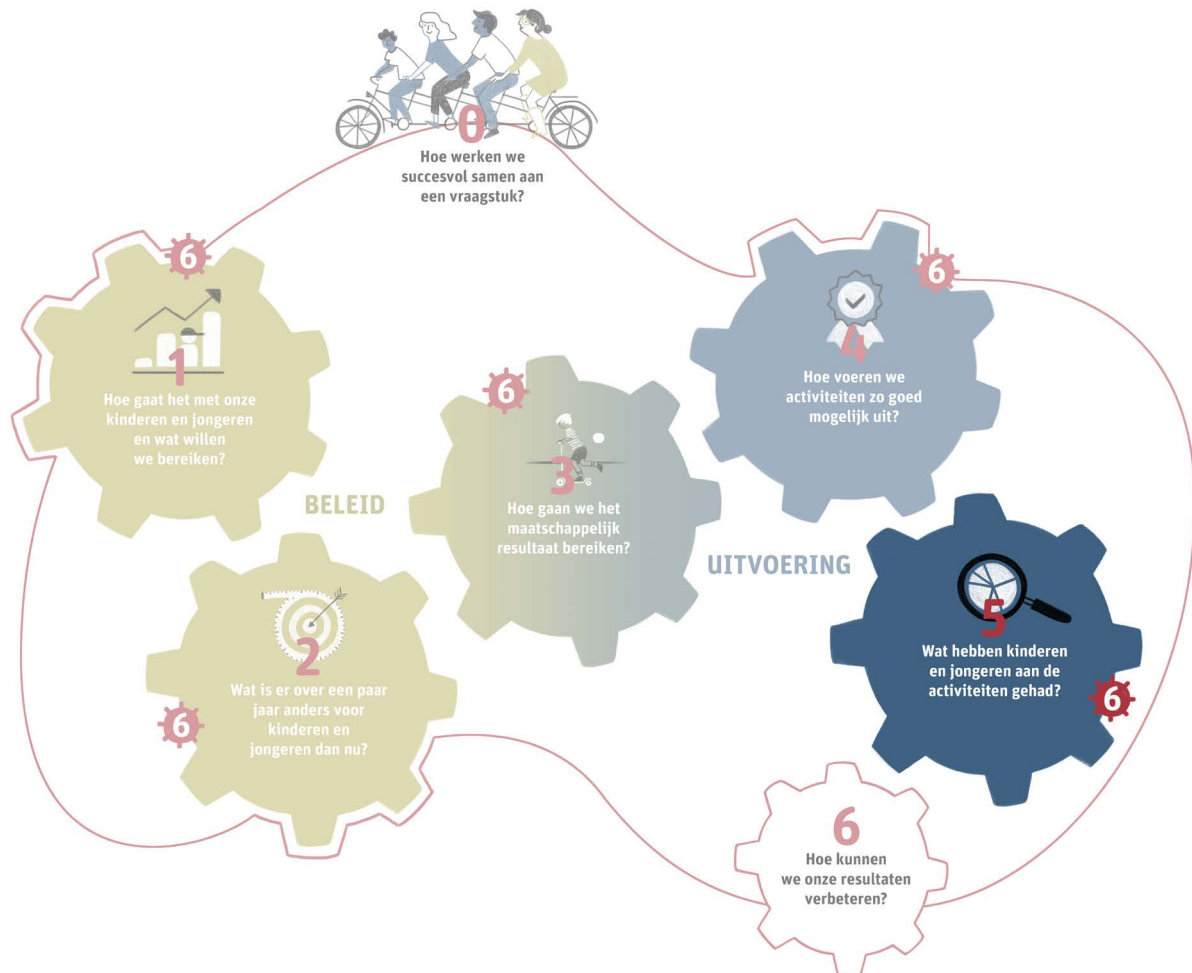 0
Hoe werken we
succesvol samen aan
een vraagstuk?
6
1
Hoe gaat het met onze
kinderen en jongeren
en wat willen
we bereiken?
6
4
Hoe voeren we
activiteiten zo goed
mogelijk uit?
BELEID
6
3
Hoe gaan we het
maatschappelijk
resultaat bereiken?
UITVOERING
2
Wat is er over een paar
jaar anders voor
kinderen en
jongeren dan nu?
6
5
Wat hebben kinderen
en jongeren aan de
activiteiten gehad?
6
6
Hoe kunnen
we onze resultaten
verbeteren?